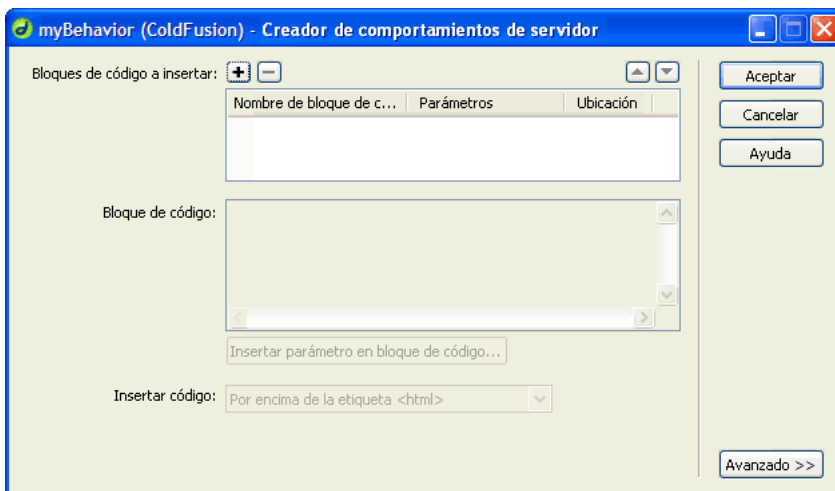 myBehavior (ColdFusion) - Creador de comportamientos de servidor
Bloques de código a insertar:
Nombre de bloque de c... Parámetros Ubicación
Aceptar
Cancelar
Ayuda
Bloque de código:
Insertar parámetro en bloque de código...
Insertar código: Por encima de la etiqueta <html>
Avanzado >>